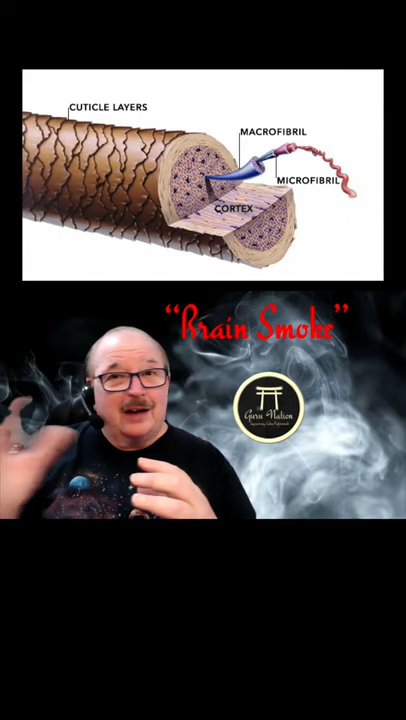 CUTICLE LAYERS
MACROFIBRIL
MICROFIBRIL
CORTEX
“Brain Smoke”
Guru Nation